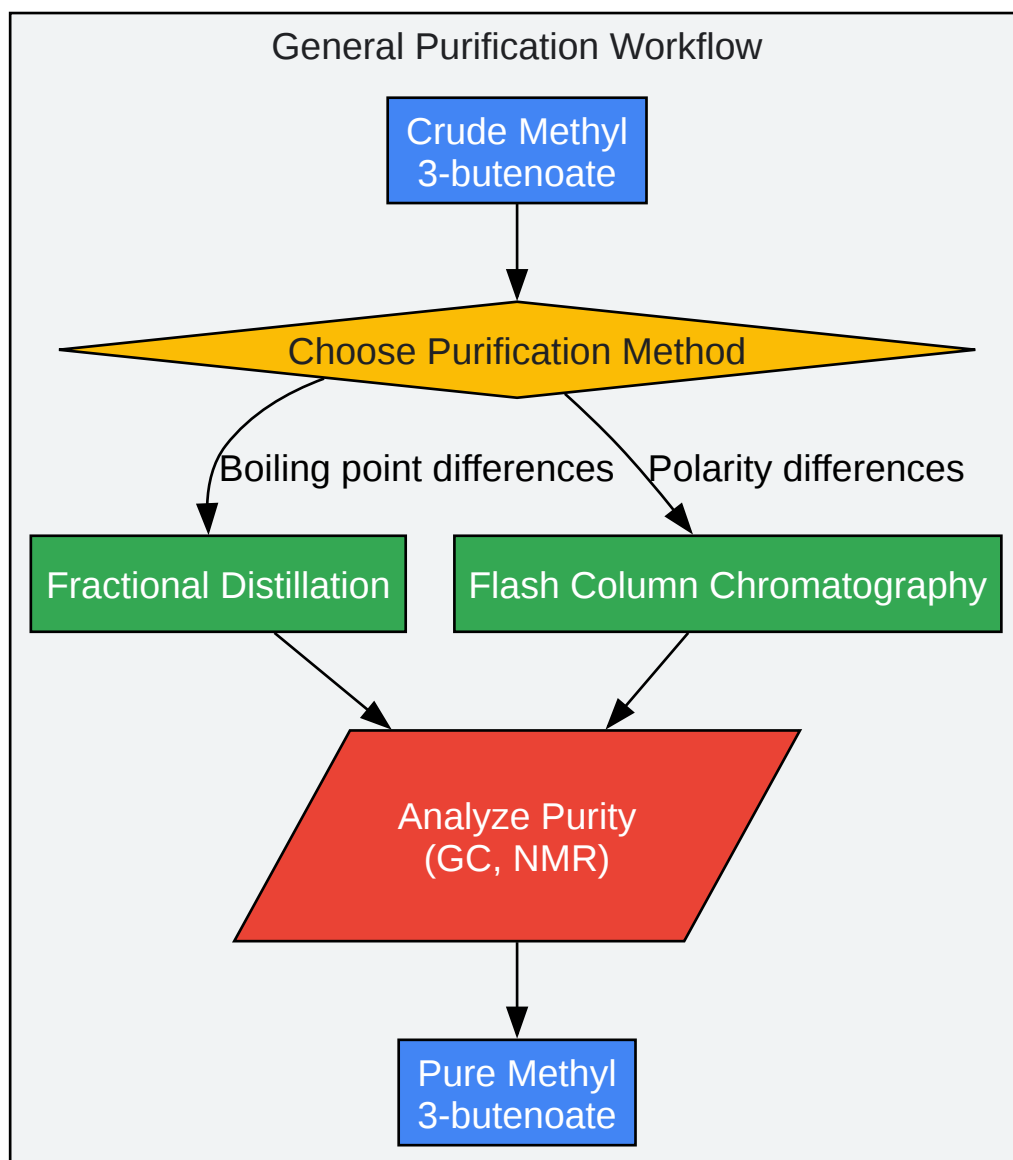 General Purification Workflow
Crude Methyl
3-butenoate
Choose Purification Method
Boiling point differences
Polarity differences
Fractional Distillation
Flash Column Chromatography
Analyze Purity
(GC, NMR)
Pure Methyl
3-butenoate